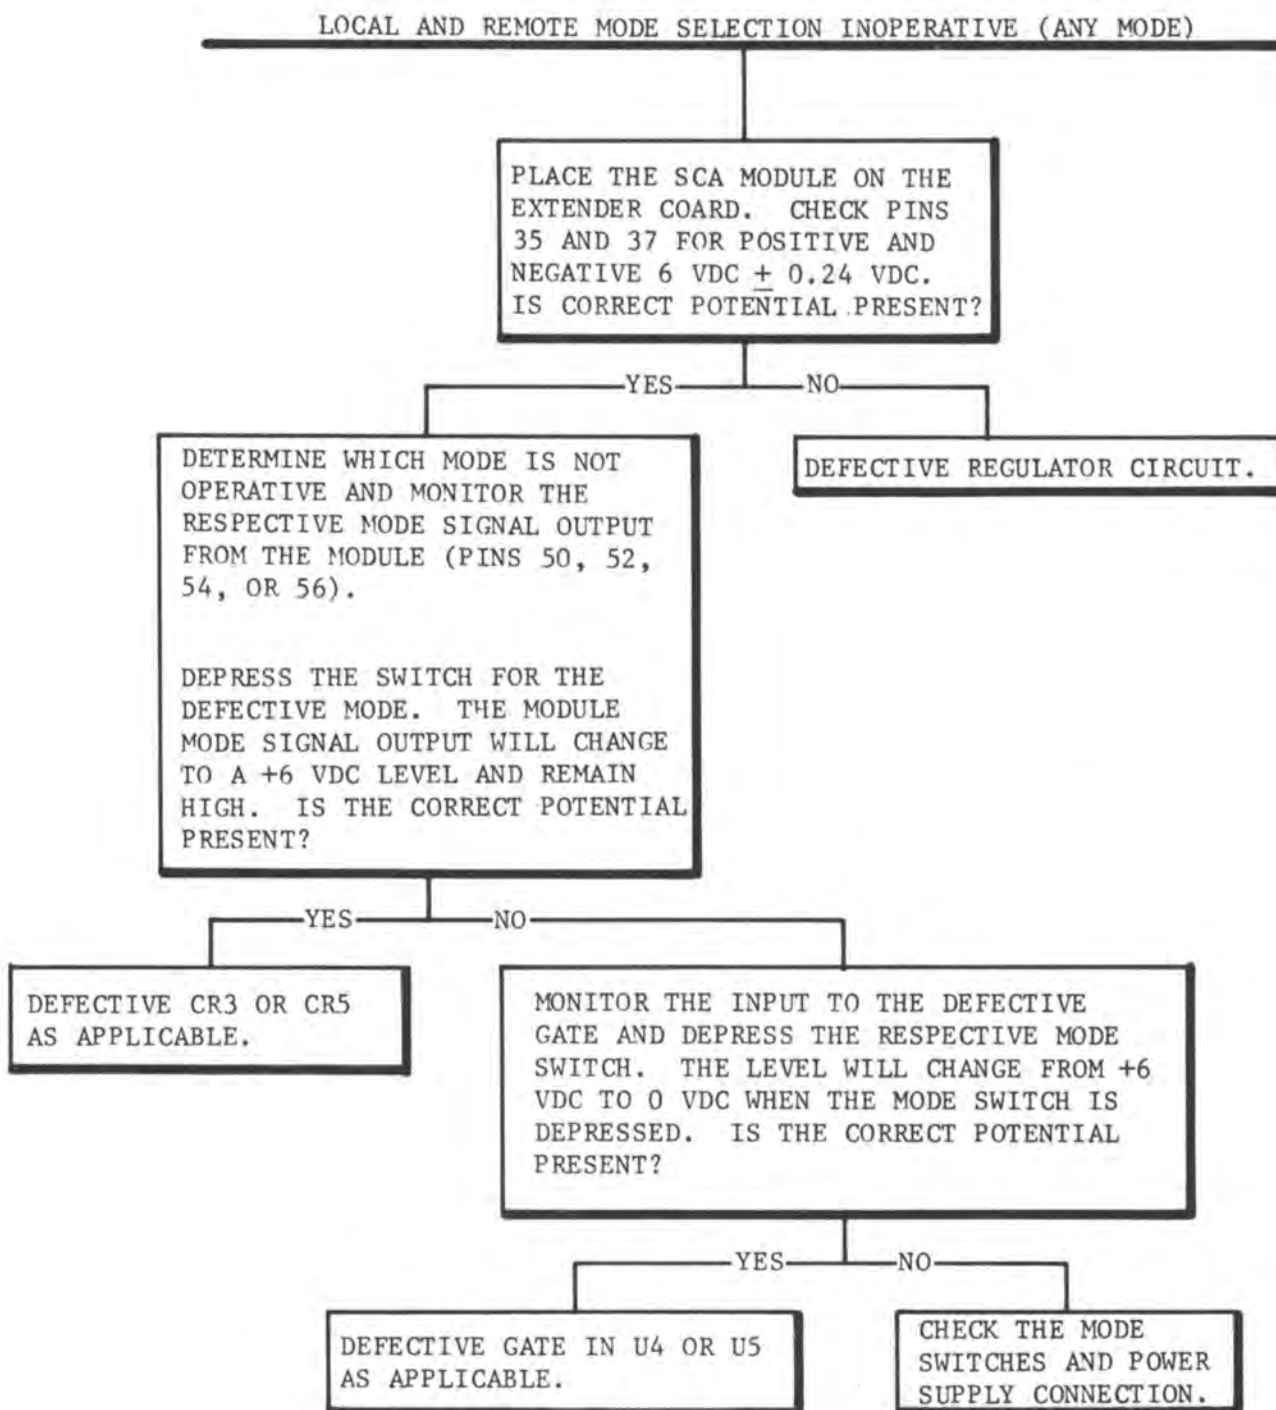 LOCAL AND REMOTE MODE SELECTION INOPERATIVE (ANY MODE)
PLACE THE SCA MODULE ON THE
EXTENDER COARD. CHECK PINS
35 AND 37 FOR POSITIVE AND
NEGATIVE 6 VDC ± 0.24 VDC.
IS CORRECT POTENTIAL PRESENT?
YES
NO
DETERMINE WHICH MODE IS NOT
OPERATIVE AND MONITOR THE
RESPECTIVE MODE SIGNAL OUTPUT
FROM THE MODULE (PINS 50, 52,
54, OR 56).
DEPRESS THE SWITCH FOR THE
DEFECTIVE MODE. THE MODULE
MODE SIGNAL OUTPUT WILL CHANGE
TO A +6 VDC LEVEL AND REMAIN
HIGH. IS THE CORRECT POTENTIAL
PRESENT?
DEFECTIVE REGULATOR CIRCUIT.
YES
NO
DEFECTIVE CR3 OR CR5
AS APPLICABLE.
MONITOR THE INPUT TO THE DEFECTIVE
GATE AND DEPRESS THE RESPECTIVE MODE
SWITCH. THE LEVEL WILL CHANGE FROM +6
VDC TO 0 VDC WHEN THE MODE SWITCH IS
DEPRESSED. IS THE CORRECT POTENTIAL
PRESENT?
YES
NO
DEFECTIVE GATE IN U4 OR U5
AS APPLICABLE.
CHECK THE MODE
SWITCHES AND POWER
SUPPLY CONNECTION.